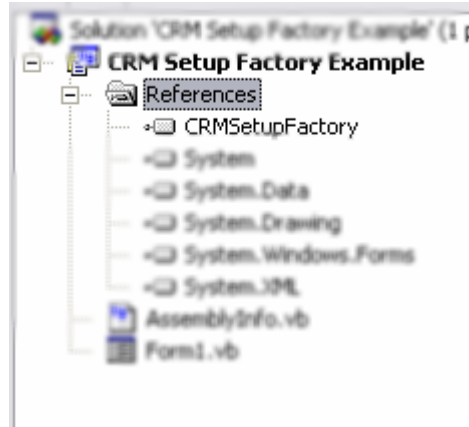 Solution 'CRM Setup Factory Example' (1 p
CRM Setup Factory Example
References
CRMSetupFactory
System
System.Data
System.Drawing
System.Windows.Forms
System.XML
AssemblyInfo.vb
Form1.vb